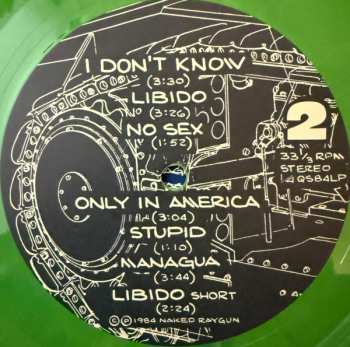 I DON'T KNOW
(3:30)
LIBIDO
(3:26)
NO SEX
(1:52)
2
33⅓ RPM
STEREO
QS84LP
ONLY IN AMERICA
(3:04)
STUPID
(1:10)
MANAGUA
(3:44)
LIBIDO SHORT
(2:24)
© ℗ 1984 NAKED RAYGUN